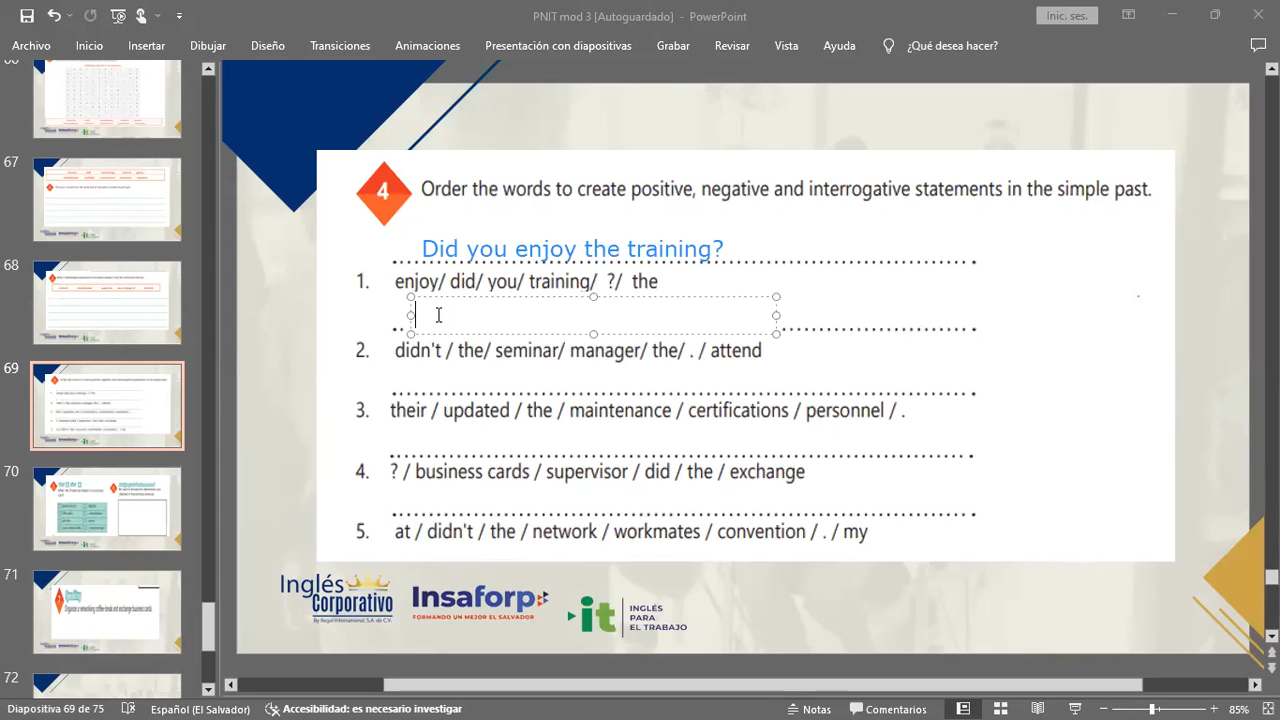 PNIT mod 3 [Autoguardado] - PowerPoint
Inic. ses.
Archivo Inicio Insertar Dibujar Diseño Transiciones Animaciones Presentación con diapositivas Grabar Revisar Vista Ayuda ¿Qué desea hacer?
67
68
69
70
71
72
4
Order the words to create positive, negative and interrogative statements in the simple past.
Did you enjoy the training?
1. enjoy/ did/ you/ training/ ?/ the
2. didn't / the/ seminar/ manager/ the/ . / attend
3. their / updated / the / maintenance / certifications / personnel / .
4. ? / business cards / supervisor / did / the / exchange
5. at / didn't / the / network / workmates / convention / . / my
Inglés
Corporativo
By Regal International, S.A. de C.V.
Insaforp
FORMANDO UN MEJOR EL SALVADOR
it
INGLÉS
PARA
EL TRABAJO
Diapositiva 69 de 75 Español (El Salvador) Accesibilidad: es necesario investigar Notas Comentarios 85%